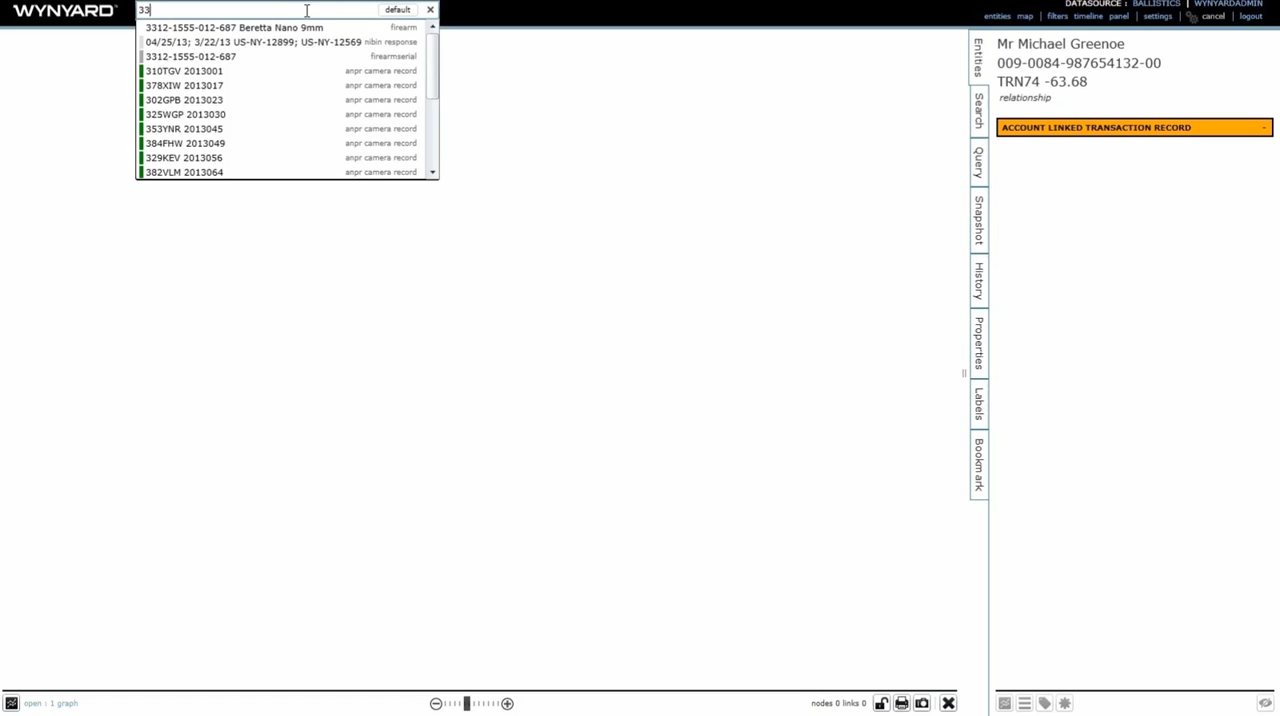 WYNYARD
33
default
DATASOURCE : BALLISTICS | WYNYARDADMIN
entities map filters timeline panel settings cancel logout
3312-1555-012-687 Beretta Nano 9mm firearm
04/25/13; 3/22/13 US-NY-12899; US-NY-12569 nibin response
3312-1555-012-687 firearmserial
310TGV 2013001 anpr camera record
378XIW 2013017 anpr camera record
302GPB 2013023 anpr camera record
325WGP 2013030 anpr camera record
353YNR 2013045 anpr camera record
384FHW 2013049 anpr camera record
329KEV 2013056 anpr camera record
382VLM 2013064 anpr camera record
Entities
Search
Query
Snapshot
History
Properties
Labels
Bookmark
Mr Michael Greenoe
009-0084-987654132-00
TRN74 -63.68
relationship
ACCOUNT LINKED TRANSACTION RECORD -
open : 1 graph
nodes 0 links 0